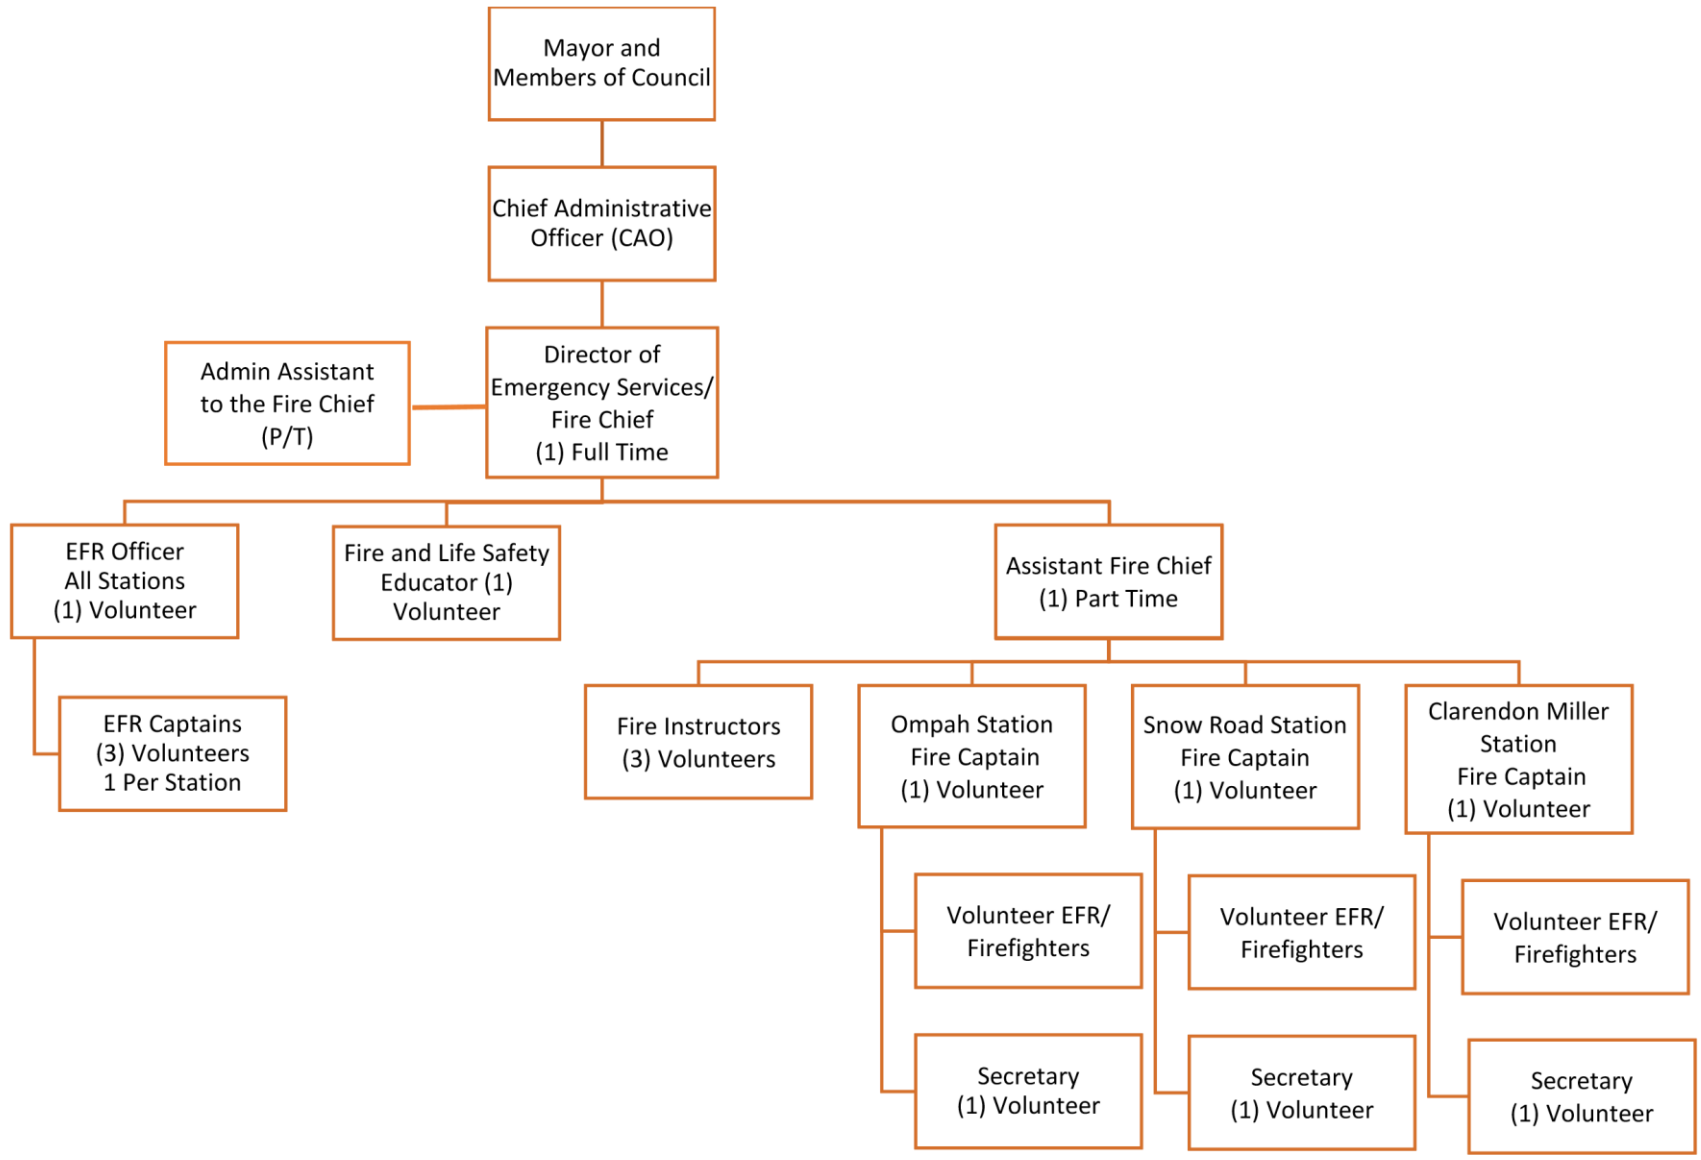 Mayor and
Members of Council
Chief Administrative
Officer (CAO)
Admin Assistant
to the Fire Chief
(P/T)
Director of
Emergency Services/
Fire Chief
(1) Full Time
EFR Officer
All Stations
(1) Volunteer
Fire and Life Safety
Educator (1)
Volunteer
Assistant Fire Chief
(1) Part Time
EFR Captains
(3) Volunteers
1 Per Station
Fire Instructors
(3) Volunteers
Ompah Station
Fire Captain
(1) Volunteer
Snow Road Station
Fire Captain
(1) Volunteer
Clarendon Miller
Station
Fire Captain
(1) Volunteer
Volunteer EFR/
Firefighters
Volunteer EFR/
Firefighters
Volunteer EFR/
Firefighters
Secretary
(1) Volunteer
Secretary
(1) Volunteer
Secretary
(1) Volunteer